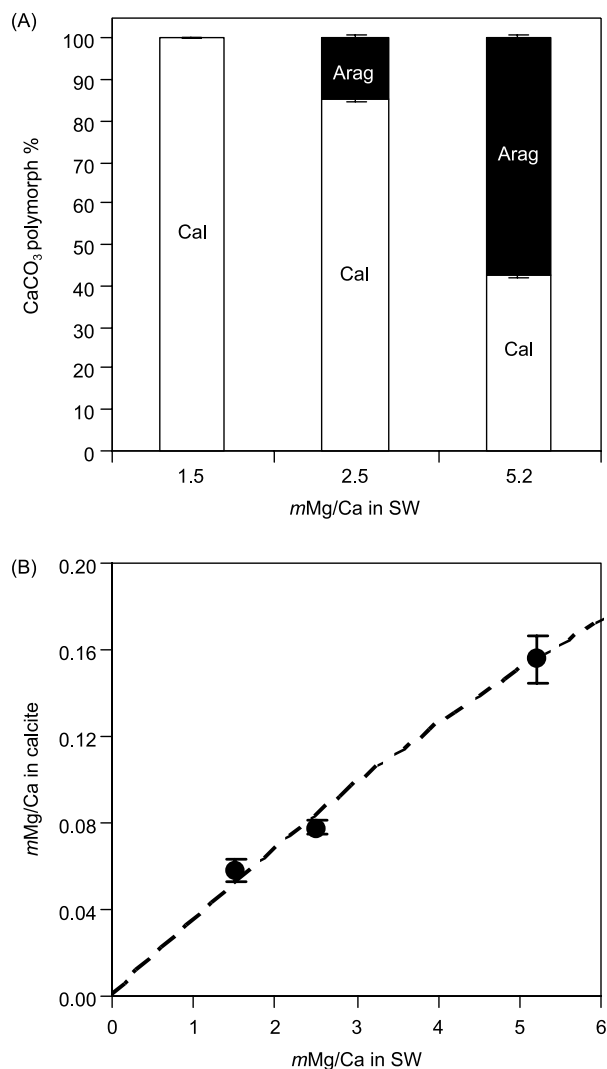 (A)
CaCO₃ polymorph %
100
90
80
70
60
50
40
30
20
10
0
Cal
Arag
Cal
Arag
Cal
1.5
2.5
5.2
mMg/Ca in SW
(B)
mMg/Ca in calcite
0.20
0.16
0.12
0.08
0.04
0.00
0
1
2
3
4
5
6
mMg/Ca in SW